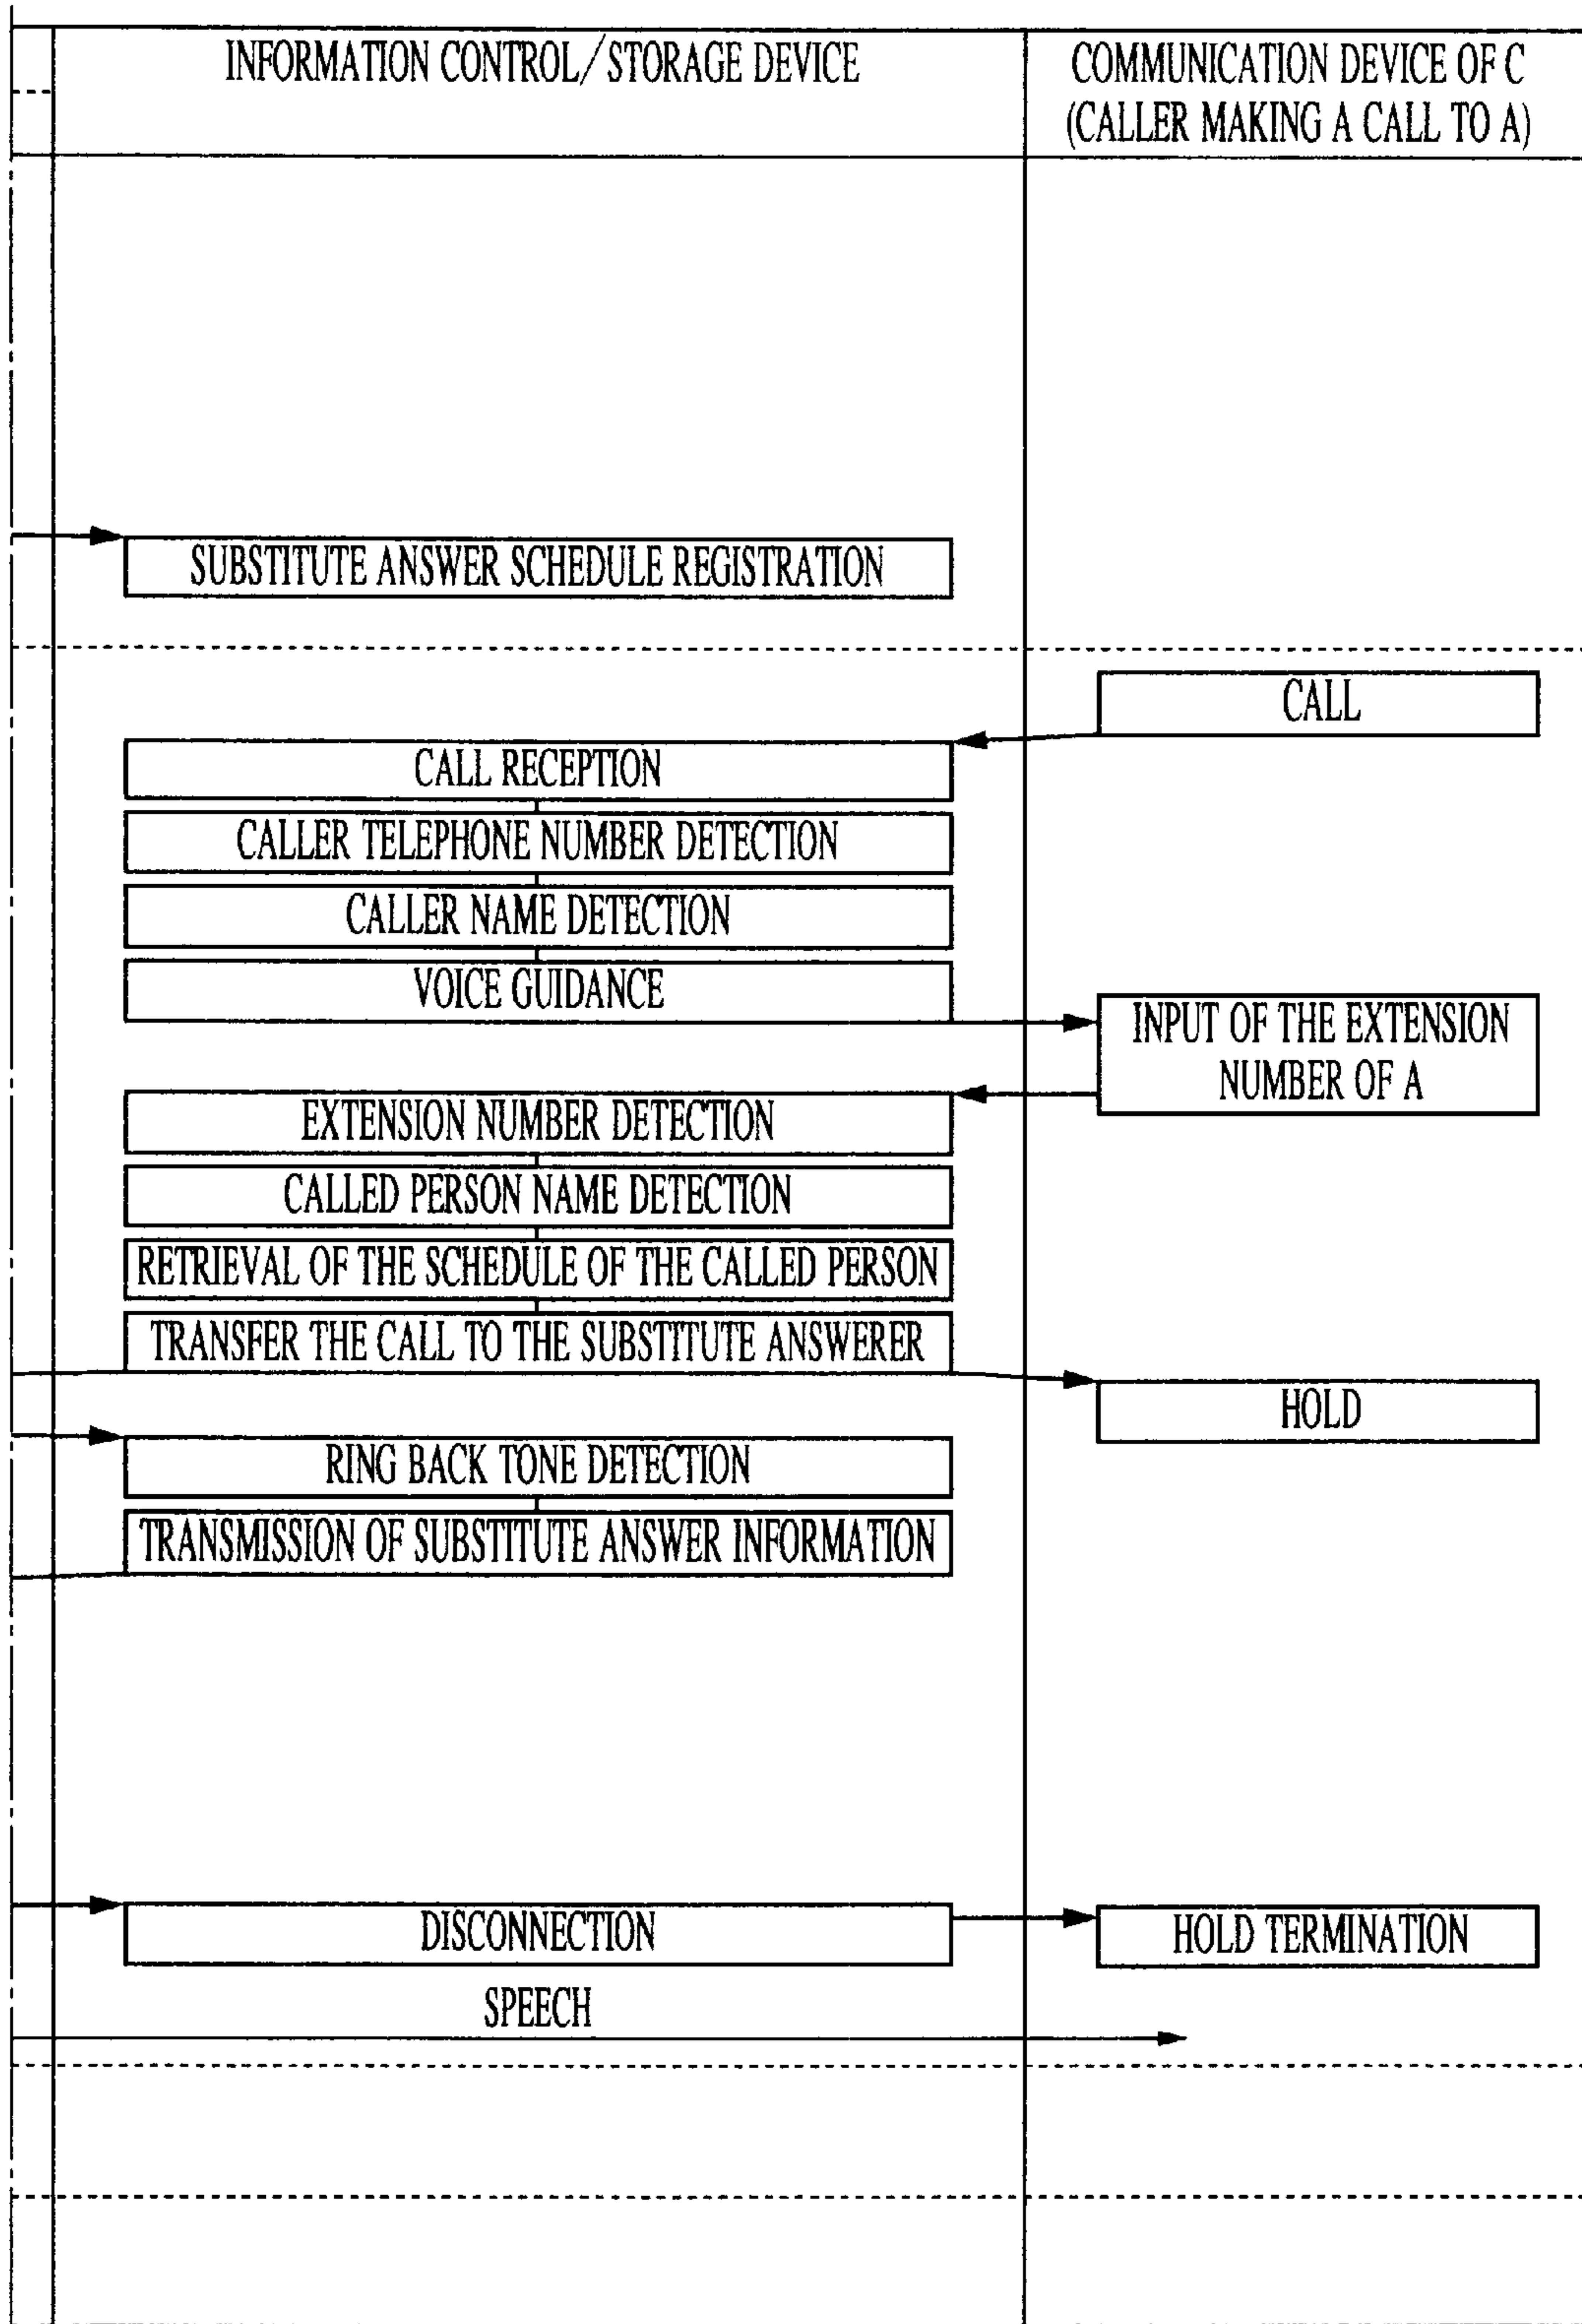 INFORMATION CONTROL/STORAGE DEVICE
COMMUNICATION DEVICE OF C
(CALLER MAKING A CALL TO A)
SUBSTITUTE ANSWER SCHEDULE REGISTRATION
CALL
CALL RECEPTION
CALLER TELEPHONE NUMBER DETECTION
CALLER NAME DETECTION
VOICE GUIDANCE
INPUT OF THE EXTENSION
NUMBER OF A
EXTENSION NUMBER DETECTION
CALLED PERSON NAME DETECTION
RETRIEVAL OF THE SCHEDULE OF THE CALLED PERSON
TRANSFER THE CALL TO THE SUBSTITUTE ANSWERER
HOLD
RING BACK TONE DETECTION
TRANSMISSION OF SUBSTITUTE ANSWER INFORMATION
DISCONNECTION
HOLD TERMINATION
SPEECH